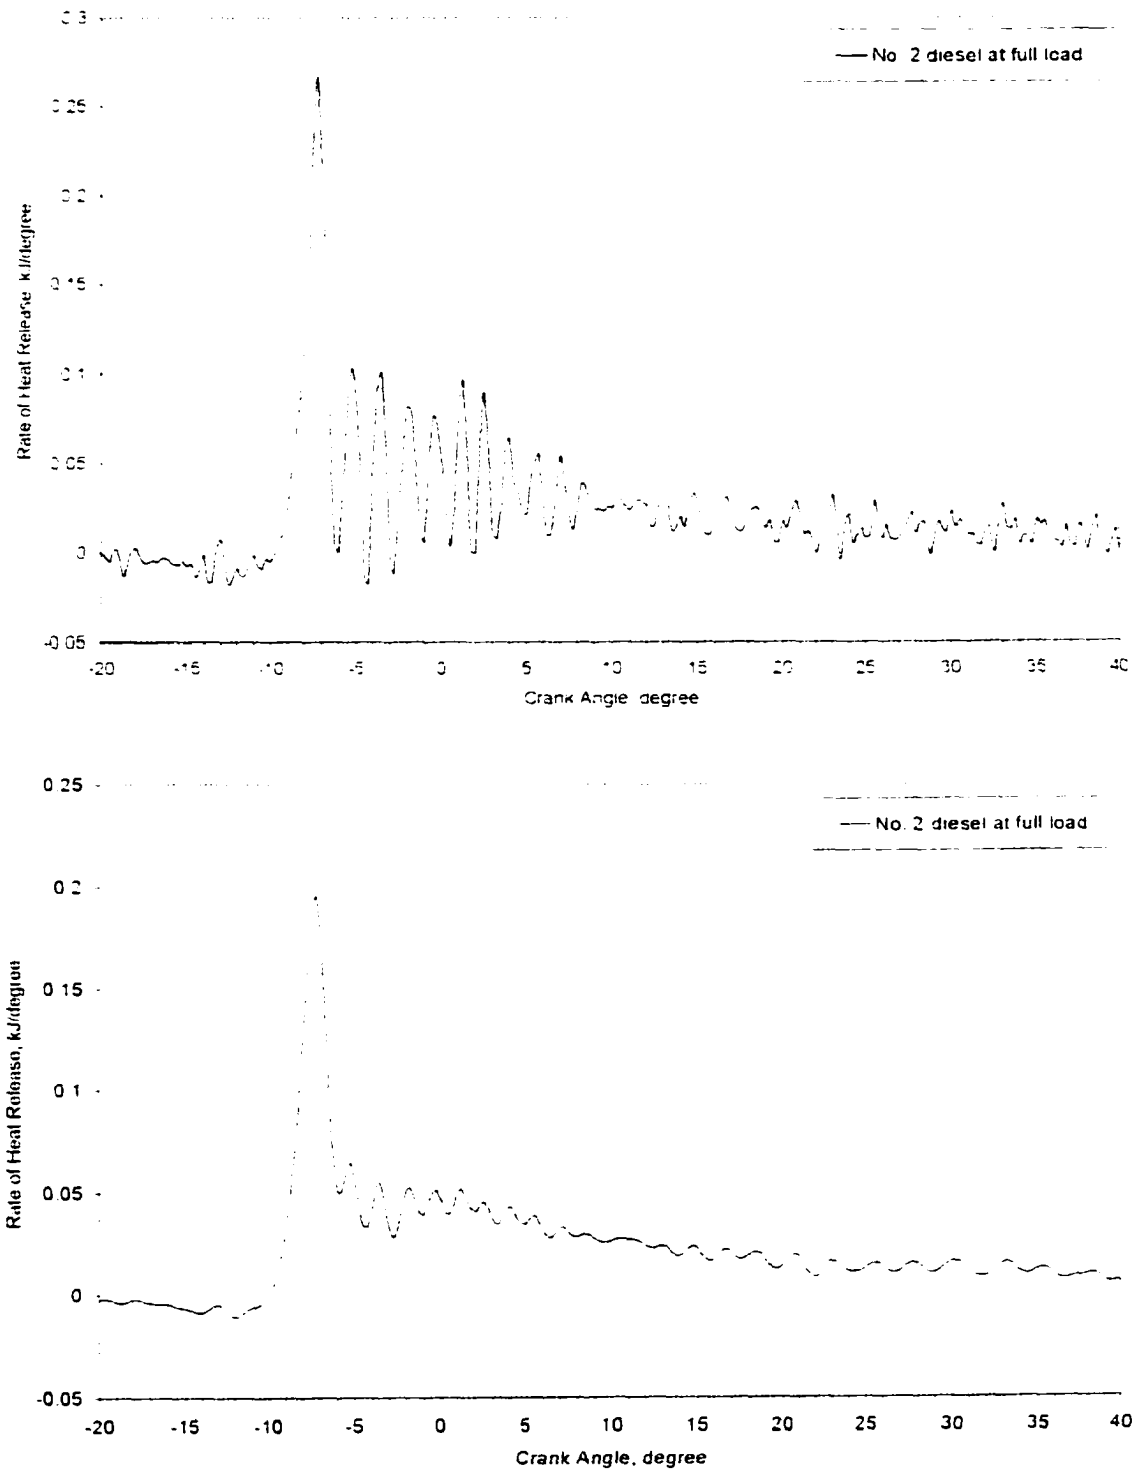 0.3
No. 2 diesel at full load
0.25
0.2
0.15
0.1
0.05
0
-0.05
Rate of Heat Release, kJ/degree
-20 -15 -10 -5 0 5 10 15 20 25 30 35 40
Crank Angle, degree
0.25
No. 2 diesel at full load
0.2
0.15
0.1
0.05
0
-0.05
Rate of Heat Release, kJ/degree
-20 -15 -10 -5 0 5 10 15 20 25 30 35 40
Crank Angle, degree